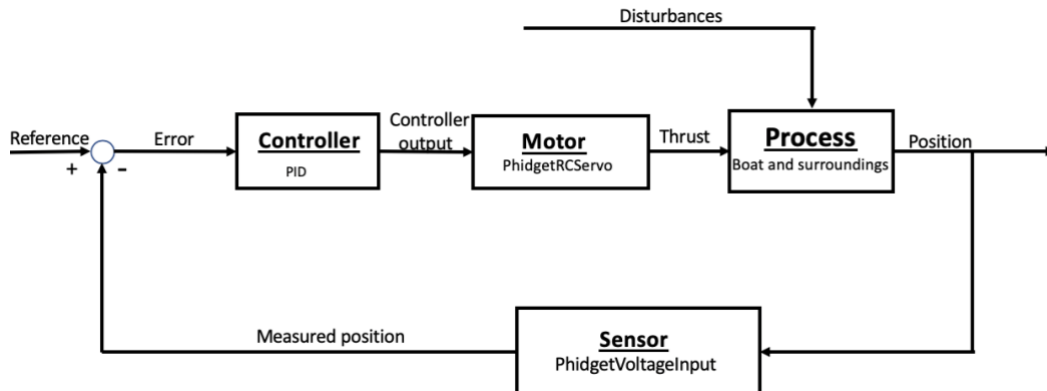 Disturbances
Reference
+
-
Error
Controller
PID
Controller
output
Motor
PhidgetRCServo
Thrust
Process
Boat and surroundings
Position
Measured position
Sensor
PhidgetVoltageInput